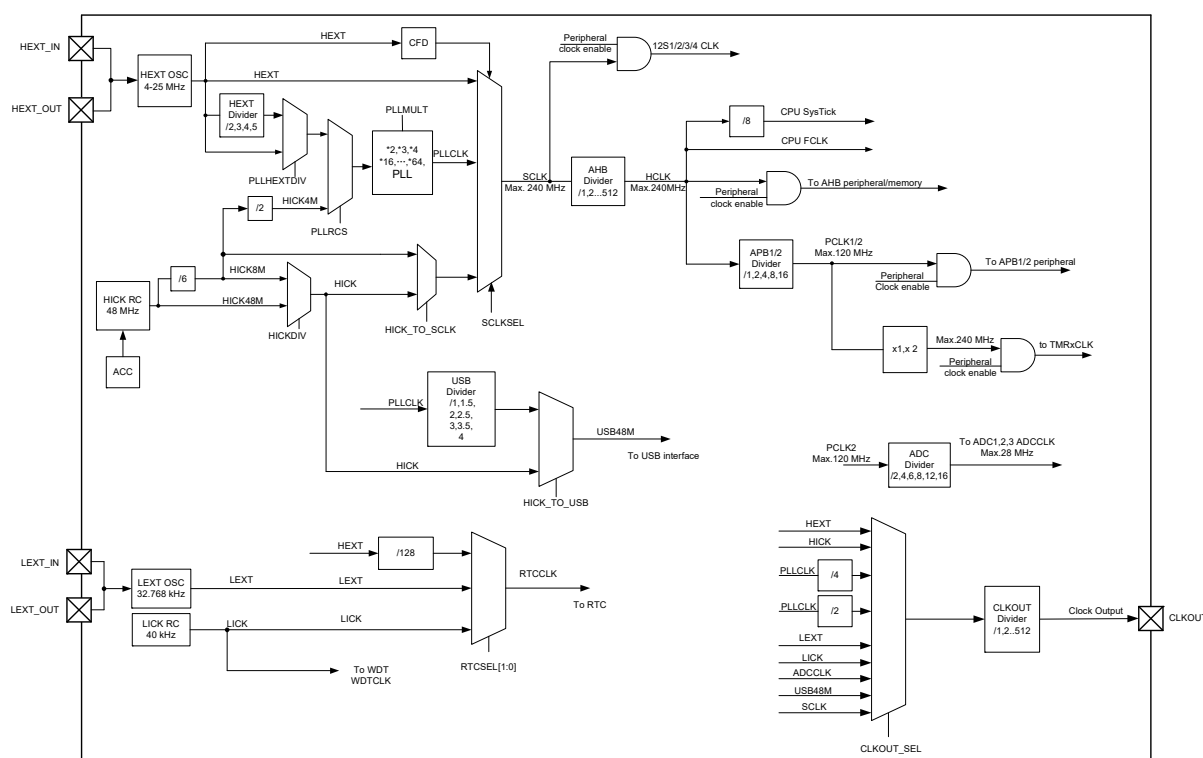 HEXT_IN
HEXT_OUT
HEXT OSC
4-25 MHz
HEXT
CFD
HEXT
HEXT
Divider
/2,3,4,5
PLLHEXTDIV
/2
HICK4M
PLLRCS
PLLMULT
*2,*3,*4
*16,···,*64,
PLL
PLLCLK
HICK RC
48 MHz
ACC
/6
HICK8M
HICK48M
HICKDIV
HICK
HICK_TO_SCLK
SCLKSEL
SCLK
Max. 240 MHz
Peripheral
clock enable
12S1/2/3/4 CLK
AHB
Divider
/1,2...512
HCLK
Max.240MHz
/8
CPU SysTick
CPU FCLK
To AHB peripheral/memory
Peripheral
clock enable
APB1/2
Divider
/1,2,4,8,16
PCLK1/2
Max.120 MHz
To APB1/2 peripheral
Peripheral
Clock enable
x1,x 2
Max.240 MHz
to TMRxCLK
Peripheral
clock enable
PLLCLK
USB
Divider
/1,1.5,
2,2.5,
3,3.5,
4
HICK
HICK_TO_USB
USB48M
To USB interface
PCLK2
Max.120 MHz
ADC
Divider
/2,4,6,8,12,16
To ADC1,2,3 ADCCLK
Max.28 MHz
LEXT_IN
LEXT_OUT
LEXT OSC
32.768 kHz
LEXT
LEXT
LICK RC
40 kHz
LICK
LICK
To WDT
WDTCLK
HEXT
/128
RTCSEL[1:0]
RTCCLK
To RTC
HEXT
HICK
PLLCLK
/4
PLLCLK
/2
LEXT
LICK
ADCCLK
USB48M
SCLK
CLKOUT_SEL
CLKOUT
Divider
/1,2..512
Clock Output
CLKOUT